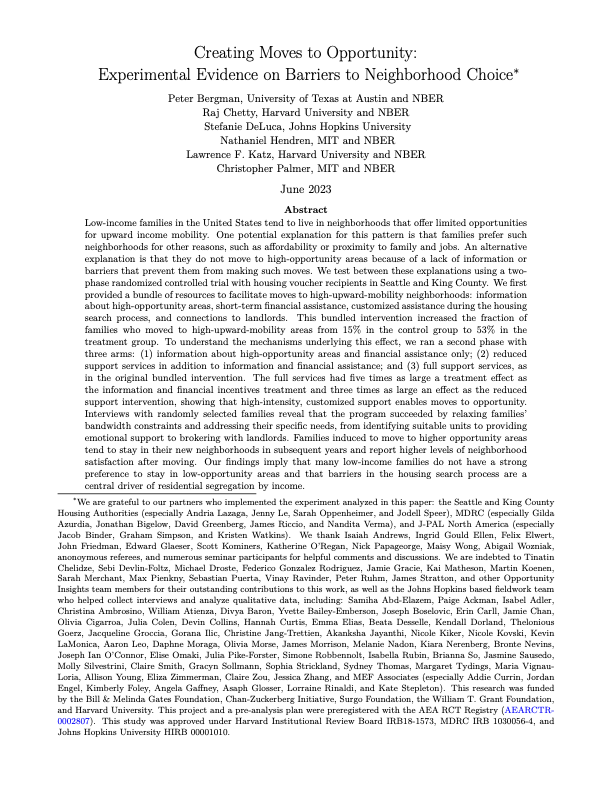 Creating Moves to Opportunity:
Experimental Evidence on Barriers to Neighborhood Choice*
Peter Bergman, University of Texas at Austin and NBER
Raj Chetty, Harvard University and NBER
Stefanie DeLuca, Johns Hopkins University
Nathaniel Hendren, MIT and NBER
Lawrence F. Katz, Harvard University and NBER
Christopher Palmer, MIT and NBER
June 2023
Abstract
Low-income families in the United States tend to live in neighborhoods that offer limited opportunities
for upward income mobility. One potential explanation for this pattern is that families prefer such
neighborhoods for other reasons, such as affordability or proximity to family and jobs. An alternative
explanation is that they do not move to high-opportunity areas because of a lack of information or
barriers that prevent them from making such moves. We test between these explanations using a two-
phase randomized controlled trial with housing voucher recipients in Seattle and King County. We first
provided a bundle of resources to facilitate moves to high-upward-mobility neighborhoods: information
about high-opportunity areas, short-term financial assistance, customized assistance during the housing
search process, and connections to landlords. This bundled intervention increased the fraction of
families who moved to high-upward-mobility areas from 15% in the control group to 53% in the
treatment group. To understand the mechanisms underlying this effect, we ran a second phase with
three arms: (1) information about high-opportunity areas and financial assistance only; (2) reduced
support services in addition to information and financial assistance; and (3) full support services, as
in the original bundled intervention. The full services had five times as large a treatment effect as
the information and financial incentives treatment and three times as large an effect as the reduced
support intervention, showing that high-intensity, customized support enables moves to opportunity.
Interviews with randomly selected families reveal that the program succeeded by relaxing families'
bandwidth constraints and addressing their specific needs, from identifying suitable units to providing
emotional support to brokering with landlords. Families induced to move to higher opportunity areas
tend to stay in their new neighborhoods in subsequent years and report higher levels of neighborhood
satisfaction after moving. Our findings imply that many low-income families do not have a strong
preference to stay in low-opportunity areas and that barriers in the housing search process are a
central driver of residential segregation by income.
*We are grateful to our partners who implemented the experiment analyzed in this paper: the Seattle and King County
Housing Authorities (especially Andria Lazaga, Jenny Le, Sarah Oppenheimer, and Jodell Speer), MDRC (especially Gilda
Azurdia, Jonathan Bigelow, David Greenberg, James Riccio, and Nandita Verma), and J-PAL North America (especially
Jacob Binder, Graham Simpson, and Kristen Watkins). We thank Isaiah Andrews, Ingrid Gould Ellen, Felix Elwert,
John Friedman, Edward Glaeser, Scott Kominers, Katherine O'Regan, Nick Papageorge, Maisy Wong, Abigail Wozniak,
anonoymous referees, and numerous seminar participants for helpful comments and discussions. We are indebted to Tinatin
Chelidze, Sebi Devlin-Foltz, Michael Droste, Federico Gonzalez Rodriguez, Jamie Gracie, Kai Matheson, Martin Koenen,
Sarah Merchant, Max Pienkny, Sebastian Puerta, Vinay Ravinder, Peter Ruhm, James Stratton, and other Opportunity
Insights team members for their outstanding contributions to this work, as well as the Johns Hopkins based fieldwork team
who helped collect interviews and analyze qualitative data, including: Samiha Abd-Elazem, Paige Ackman, Isabel Adler,
Christina Ambrosino, William Atienza, Divya Baron, Yvette Bailey-Emberson, Joseph Boselovic, Erin Carll, Jamie Chan,
Olivia Cigarroa, Julia Colen, Devin Collins, Hannah Curtis, Emma Elias, Beata Desselle, Kendall Dorland, Thelonious
Goerz, Jacqueline Groccia, Gorana Ilic, Christine Jang-Trettien, Akanksha Jayanthi, Nicole Kiker, Nicole Kovski, Kevin
LaMonica, Aaron Leo, Daphne Moraga, Olivia Morse, James Morrison, Melanie Nadon, Kiara Nerenberg, Bronte Nevins,
Joseph Ian O'Connor, Elise Omaki, Julia Pike-Forster, Simone Robbennolt, Isabella Rubin, Brianna So, Jasmine Sausedo,
Molly Silvestrini, Claire Smith, Gracyn Sollmann, Sophia Strickland, Sydney Thomas, Margaret Tydings, Maria Vignau-
Loria, Allison Young, Eliza Zimmerman, Claire Zou, Jessica Zhang, and MEF Associates (especially Addie Currin, Jordan
Engel, Kimberly Foley, Angela Gaffney, Asaph Glosser, Lorraine Rinaldi, and Kate Stepleton). This research was funded
by the Bill & Melinda Gates Foundation, Chan-Zuckerberg Initiative, Surgo Foundation, the William T. Grant Foundation,
and Harvard University. This project and a pre-analysis plan were preregistered with the AEA RCT Registry (AEARCTR-
0002807). This study was approved under Harvard Institutional Review Board IRB18-1573, MDRC IRB 1030056-4, and
Johns Hopkins University HIRB 00001010.